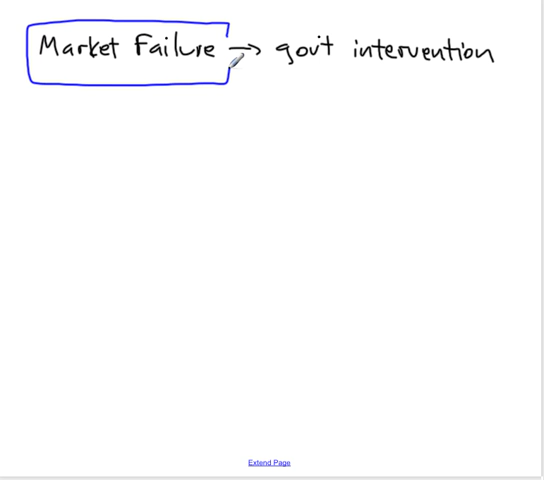 Market Failure → gov't intervention
Extend Page